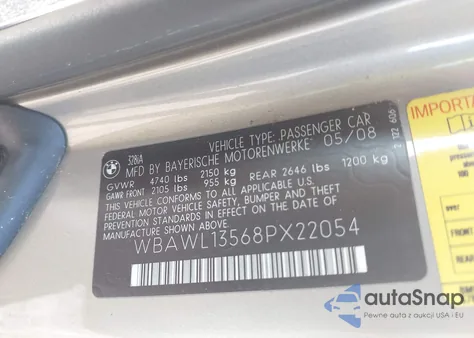 VEHICLE TYPE: PASSENGER CAR
328iA
MFD BY BAYERISCHE MOTORENWERKE 05/08
GVWR 4740 lbs 2150 kg
GAWR FRONT 2105 lbs 955 kg REAR 2646 lbs 1200 kg
THIS VEHICLE CONFORMS TO ALL APPLICABLE U.S. FEDERAL
MOTOR VEHICLE SAFETY, BUMPER, AND THEFT PREVENTION
STANDARDS IN EFFECT ON THE DATE OF MANUFACTURE
SHOWN ABOVE.
WBAWL13568PX22054
autoSnap
Pewne auta z aukcji USA i EU